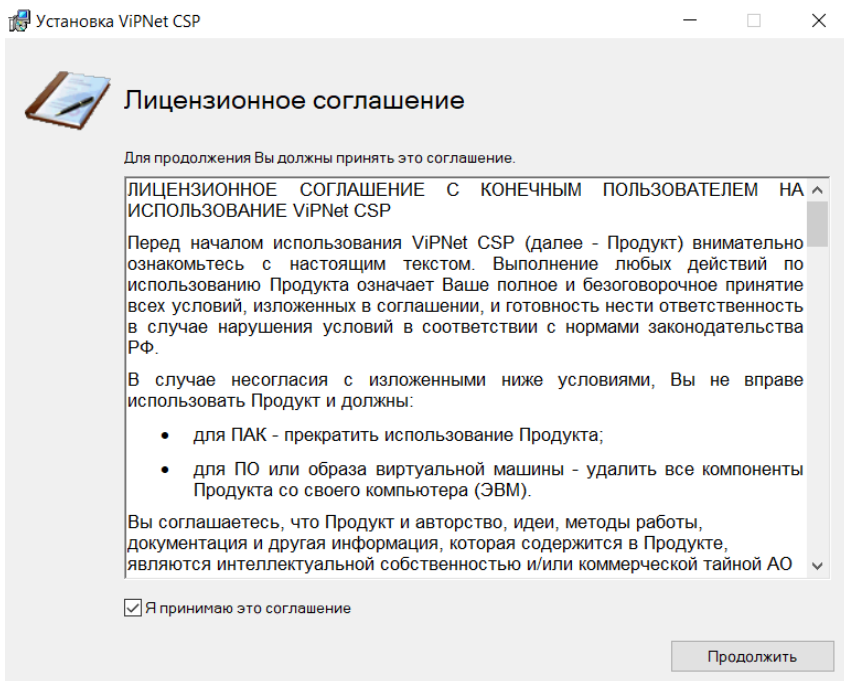 Установка ViPNet CSP
Лицензионное соглашение
Для продолжения Вы должны принять это соглашение.
ЛИЦЕНЗИОННОЕ СОГЛАШЕНИЕ С КОНЕЧНЫМ ПОЛЬЗОВАТЕЛЕМ НА
ИСПОЛЬЗОВАНИЕ ViPNet CSP
Перед началом использования ViPNet CSP (далее - Продукт) внимательно
ознакомьтесь с настоящим текстом. Выполнение любых действий по
использованию Продукта означает Ваше полное и безоговорочное принятие
всех условий, изложенных в соглашении, и готовность нести ответственность
в случае нарушения условий в соответствии с нормами законодательства
РФ.
В случае несогласия с изложенными ниже условиями, Вы не вправе
использовать Продукт и должны:
• для ПАК - прекратить использование Продукта;
• для ПО или образа виртуальной машины - удалить все компоненты
Продукта со своего компьютера (ЭВМ).
Вы соглашаетесь, что Продукт и авторство, идеи, методы работы,
документация и другая информация, которая содержится в Продукте,
являются интеллектуальной собственностью и/или коммерческой тайной АО
Я принимаю это соглашение
Продолжить